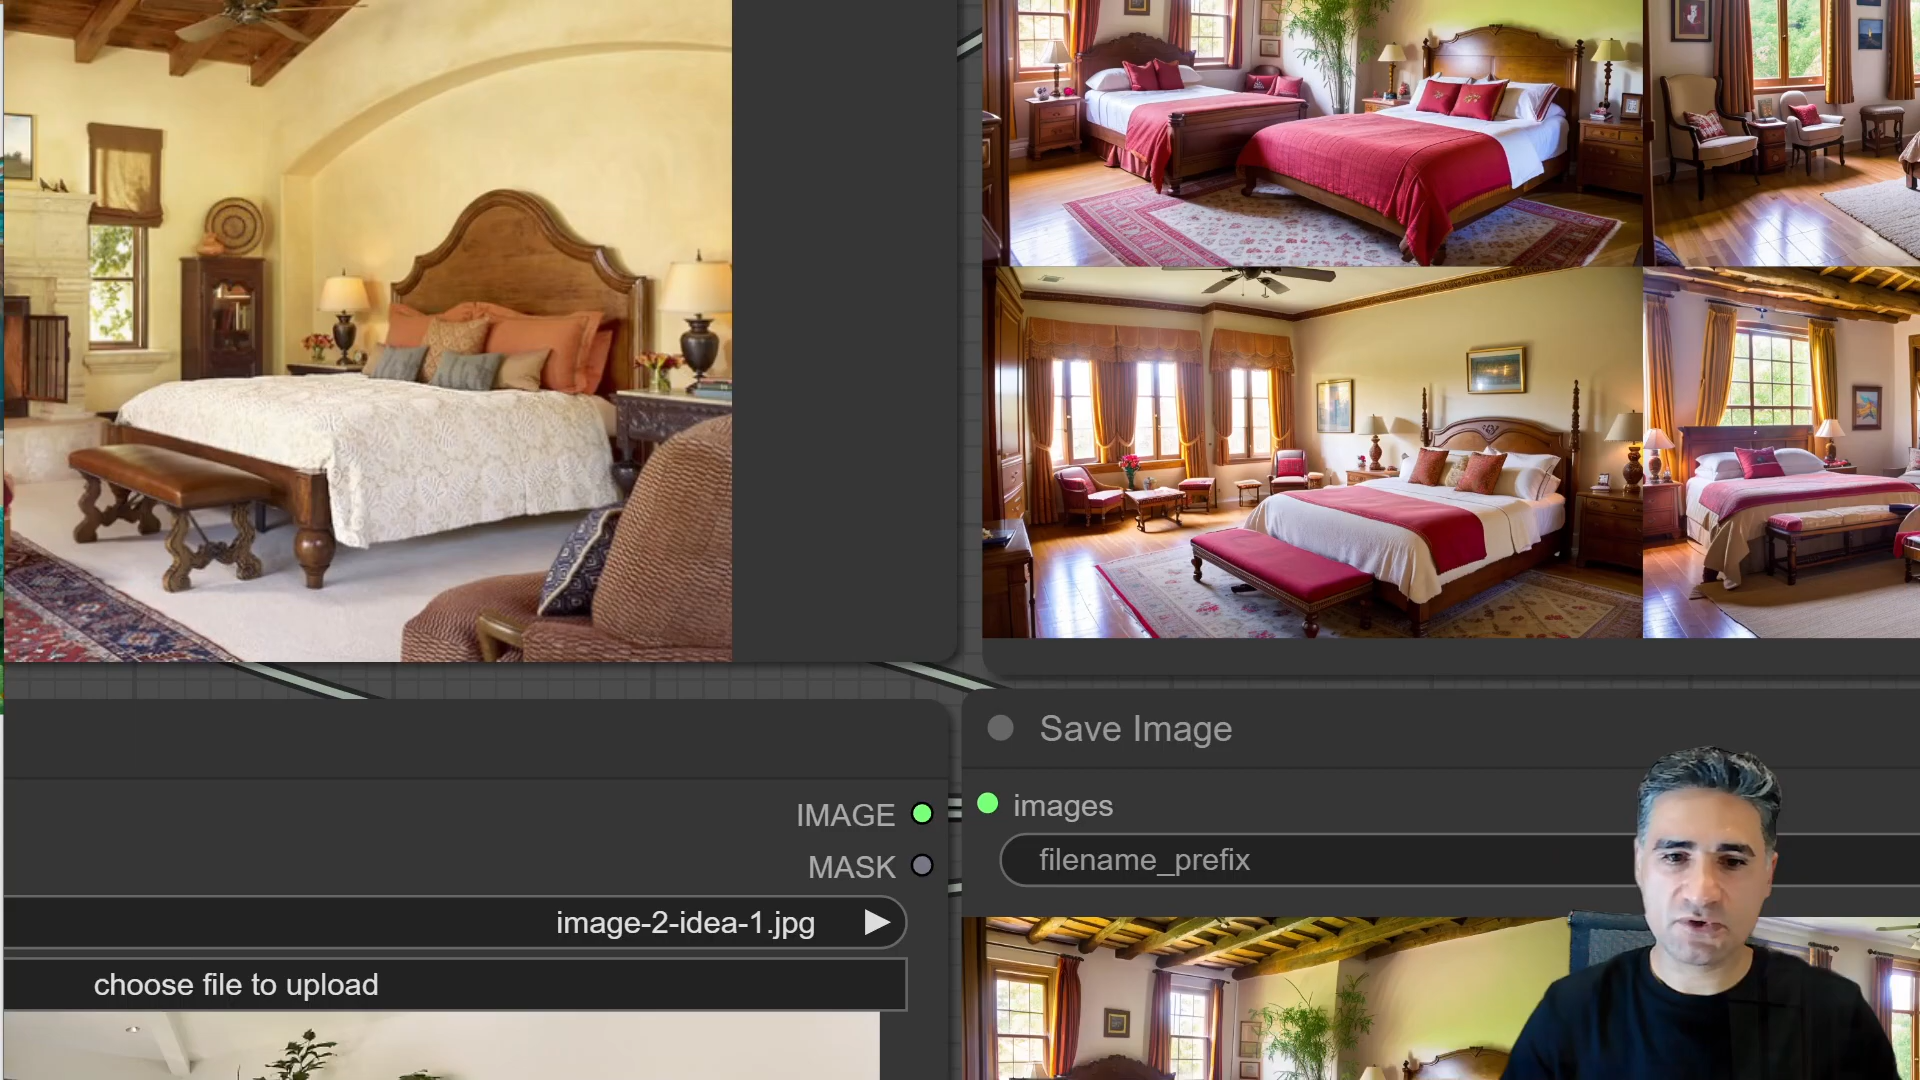 Save Image
IMAGE
images
MASK
filename_prefix
image-2-idea-1.jpg
choose file to upload